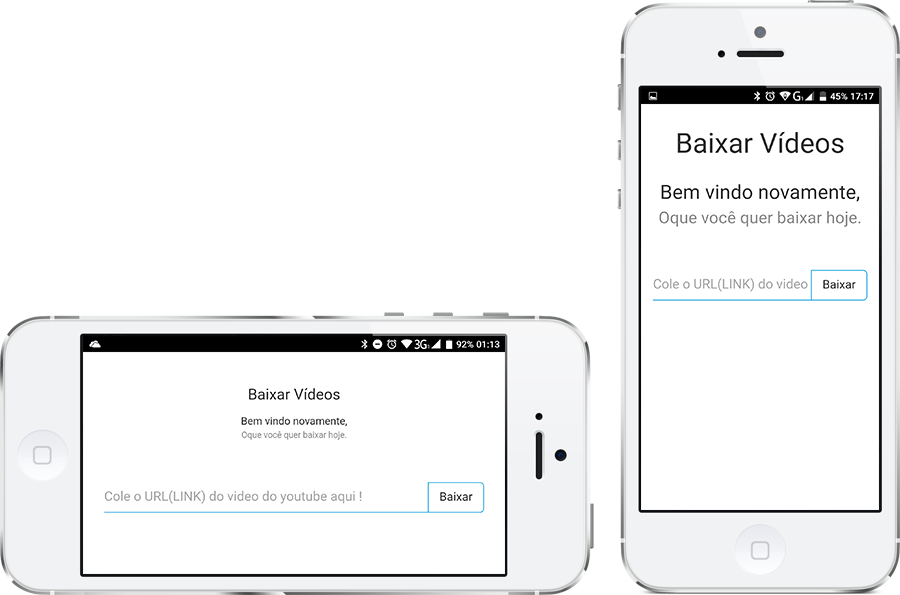 G 45% 17:17
Baixar Vídeos
Bem vindo novamente,
Oque você quer baixar hoje.
Cole o URL(LINK) do video
Baixar
3G 92% 01:13
Baixar Vídeos
Bem vindo novamente,
Oque você quer baixar hoje.
Cole o URL(LINK) do video do youtube aqui !
Baixar